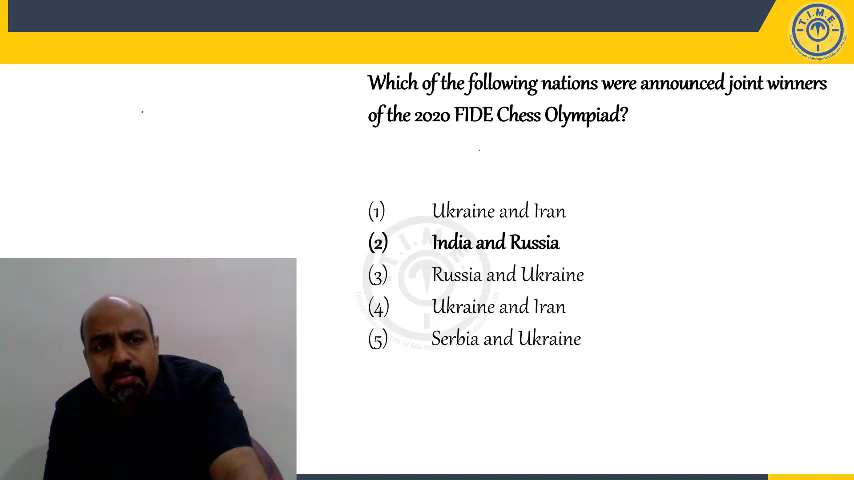 T.I.M.E.
Which of the following nations were announced joint winners
of the 2020 FIDE Chess Olympiad?
(1) Ukraine and Iran
(2) India and Russia
(3) Russia and Ukraine
(4) Ukraine and Iran
(5) Serbia and Ukraine
T.I.M.E.